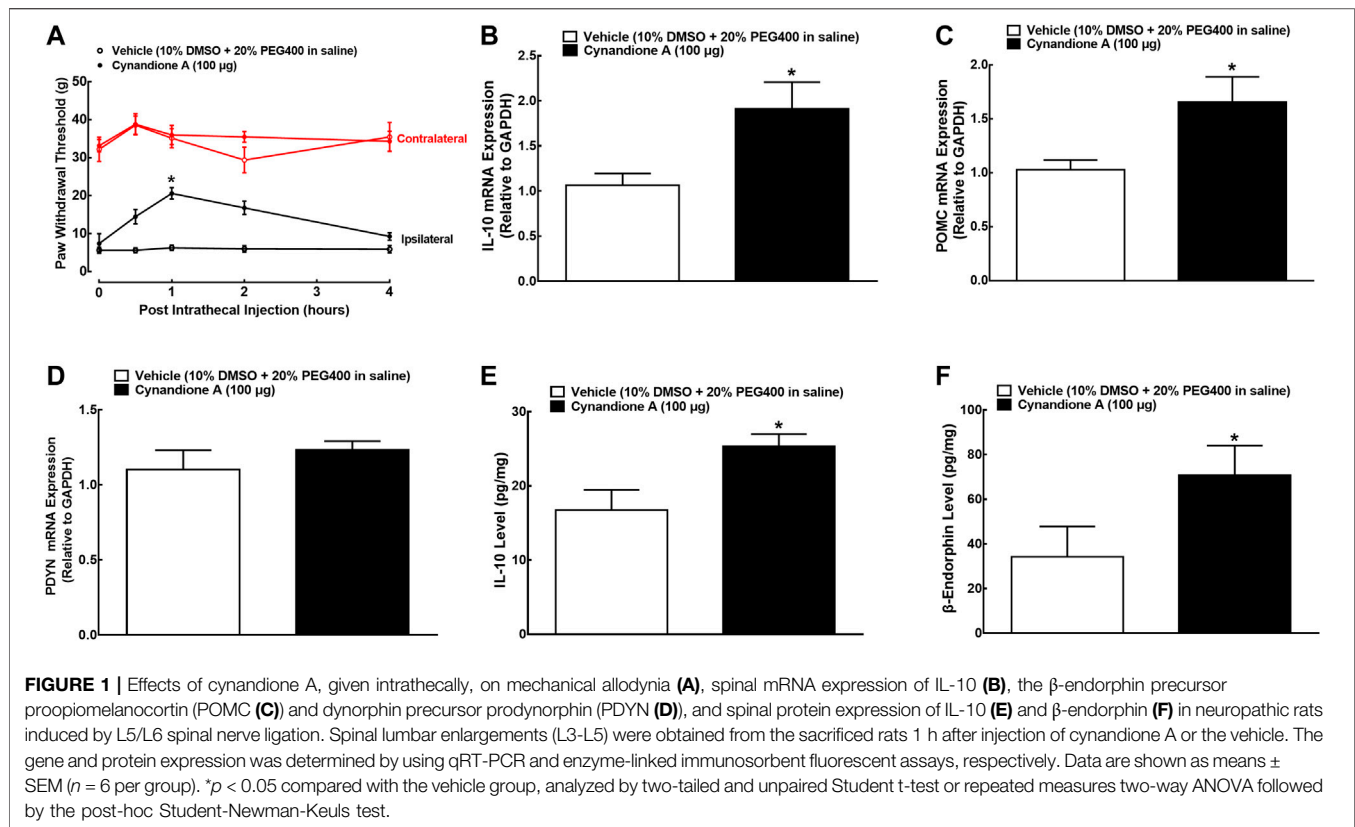 A
Vehicle (10% DMSO + 20% PEG400 in saline)
Cynandione A (100 µg)
Paw Withdrawal Threshold (g)
50
40
30
20
10
0
Contralateral
*
Ipsilateral
0
1
2
3
4
Post Intrathecal Injection (hours)
B
Vehicle (10% DMSO + 20% PEG400 in saline)
Cynandione A (100 µg)
IL-10 mRNA Expression
(Relative to GAPDH)
2.5
2.0
1.5
1.0
0.5
0.0
*
C
Vehicle (10% DMSO + 20% PEG400 in saline)
Cynandione A (100 µg)
POMC mRNA Expression
(Relative to GAPDH)
2.0
1.5
1.0
0.5
0.0
*
D
Vehicle (10% DMSO + 20% PEG400 in saline)
Cynandione A (100 µg)
PDYN mRNA Expression
(Relative to GAPDH)
1.5
1.0
0.5
0.0
E
Vehicle (10% DMSO + 20% PEG400 in saline)
Cynandione A (100 µg)
IL-10 Level (pg/mg)
30
20
10
0
*
F
Vehicle (10% DMSO + 20% PEG400 in saline)
Cynandione A (100 µg)
β-Endorphin Level (pg/mg)
100
80
60
40
20
0
*
FIGURE 1 | Effects of cynandione A, given intrathecally, on mechanical allodynia (A), spinal mRNA expression of IL-10 (B), the β-endorphin precursor
proopiomelanocortin (POMC (C)) and dynorphin precursor prodynorphin (PDYN (D)), and spinal protein expression of IL-10 (E) and β-endorphin (F) in neuropathic rats
induced by L5/L6 spinal nerve ligation. Spinal lumbar enlargements (L3-L5) were obtained from the sacrificed rats 1 h after injection of cynandione A or the vehicle. The
gene and protein expression was determined by using qRT-PCR and enzyme-linked immunosorbent fluorescent assays, respectively. Data are shown as means ±
SEM (n = 6 per group). *p < 0.05 compared with the vehicle group, analyzed by two-tailed and unpaired Student t-test or repeated measures two-way ANOVA followed
by the post-hoc Student-Newman-Keuls test.